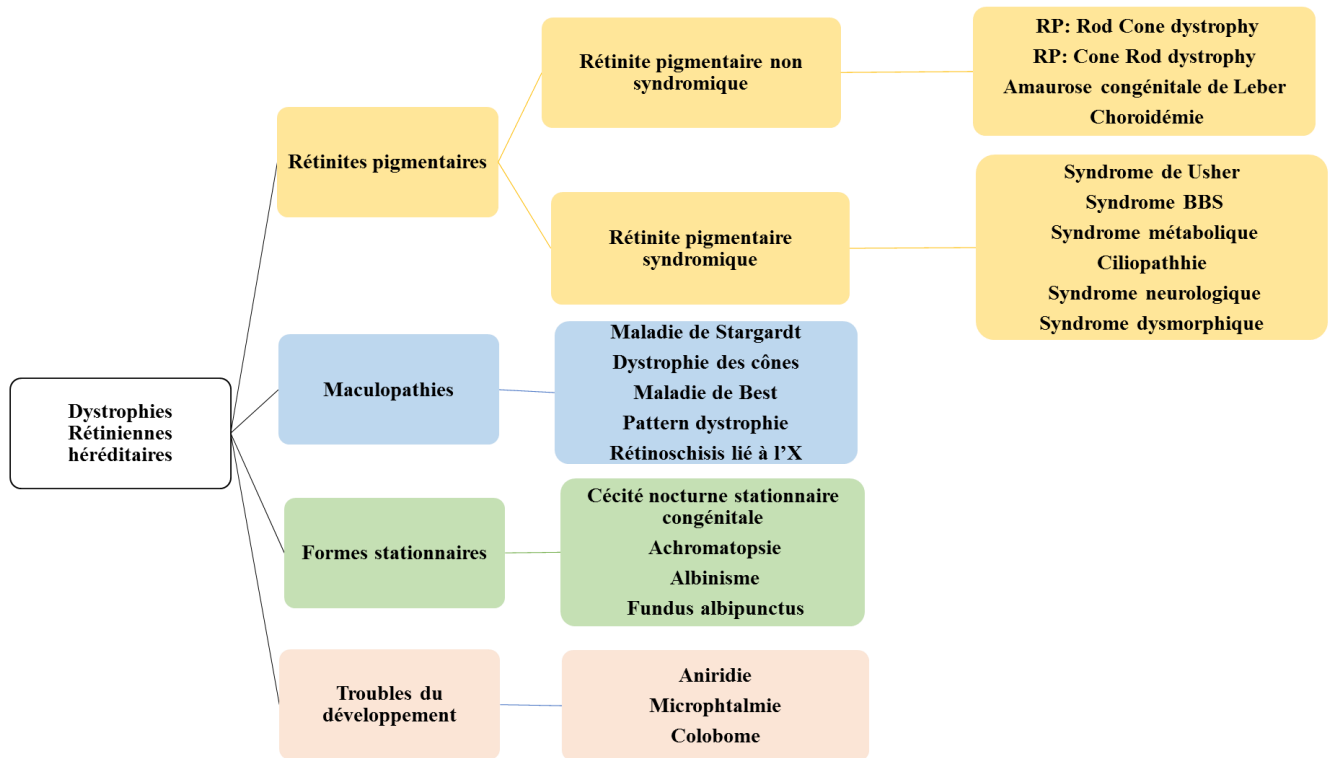 Dystrophies
Rétiniennes
héréditaires
Rétinites pigmentaires
Rétinite pigmentaire non
syndromique
RP: Rod Cone dystrophy
RP: Cone Rod dystrophy
Amaurose congénitale de Leber
Choroidémie
Rétinite pigmentaire
syndromique
Syndrome de Usher
Syndrome BBS
Syndrome métabolique
Ciliopathhie
Syndrome neurologique
Syndrome dysmorphique
Maculopathies
Maladie de Stargardt
Dystrophie des cônes
Maladie de Best
Pattern dystrophie
Rétinoschisis lié à l’X
Formes stationnaires
Cécité nocturne stationnaire
congénitale
Achromatopsie
Albinisme
Fundus albipunctus
Troubles du
développement
Aniridie
Microphtalmie
Colobome